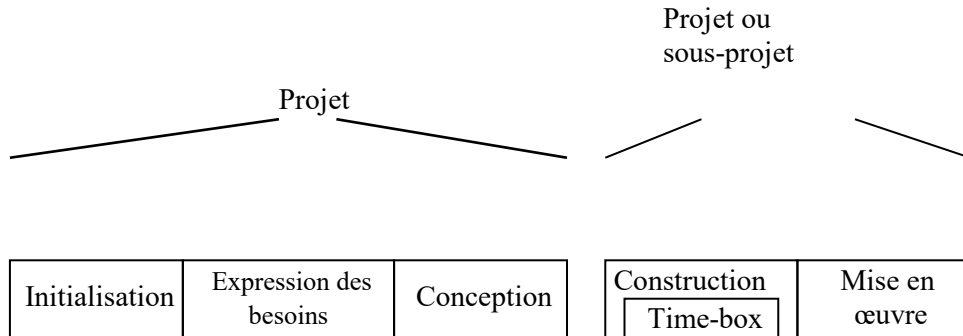 Projet ou
sous-projet
Projet
Initialisation
Expression des
besoins
Conception
Construction
Time-box
Mise en
œuvre